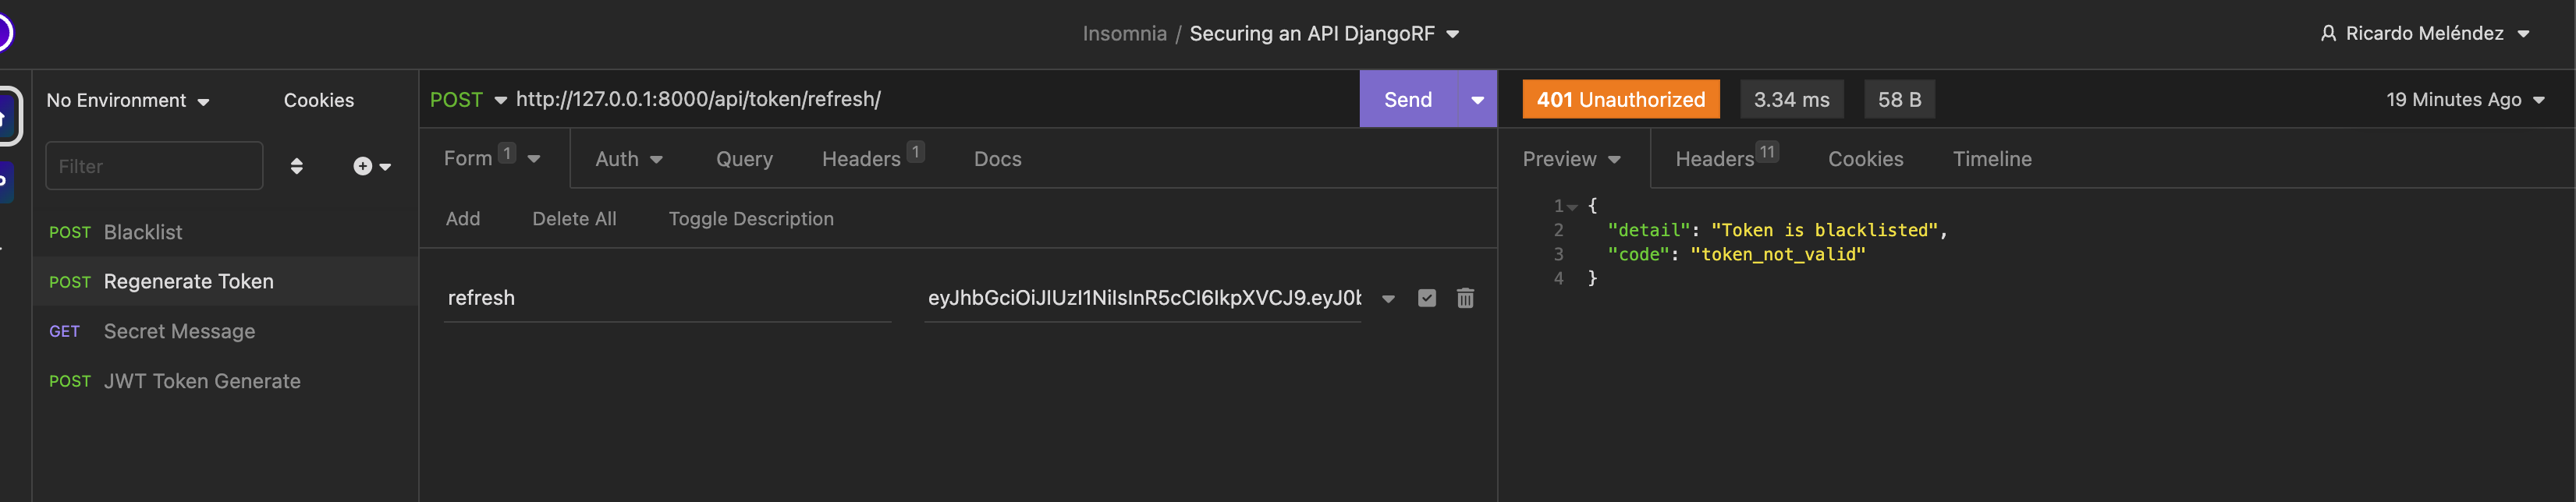 Insomnia / Securing an API DjangoRF
Ricardo Meléndez
No Environment
Cookies
Filter
POST Blacklist
POST Regenerate Token
GET Secret Message
POST JWT Token Generate
POST http://127.0.0.1:8000/api/token/refresh/
Send
Form 1
Auth
Query
Headers 1
Docs
Add
Delete All
Toggle Description
refresh
eyJhbGciOiJIUzI1NiIsInR5cCI6IkpXVCJ9.eyJ0b
401 Unauthorized
3.34 ms
58 B
19 Minutes Ago
Preview
Headers 11
Cookies
Timeline
1 {
2 "detail": "Token is blacklisted",
3 "code": "token_not_valid"
4 }